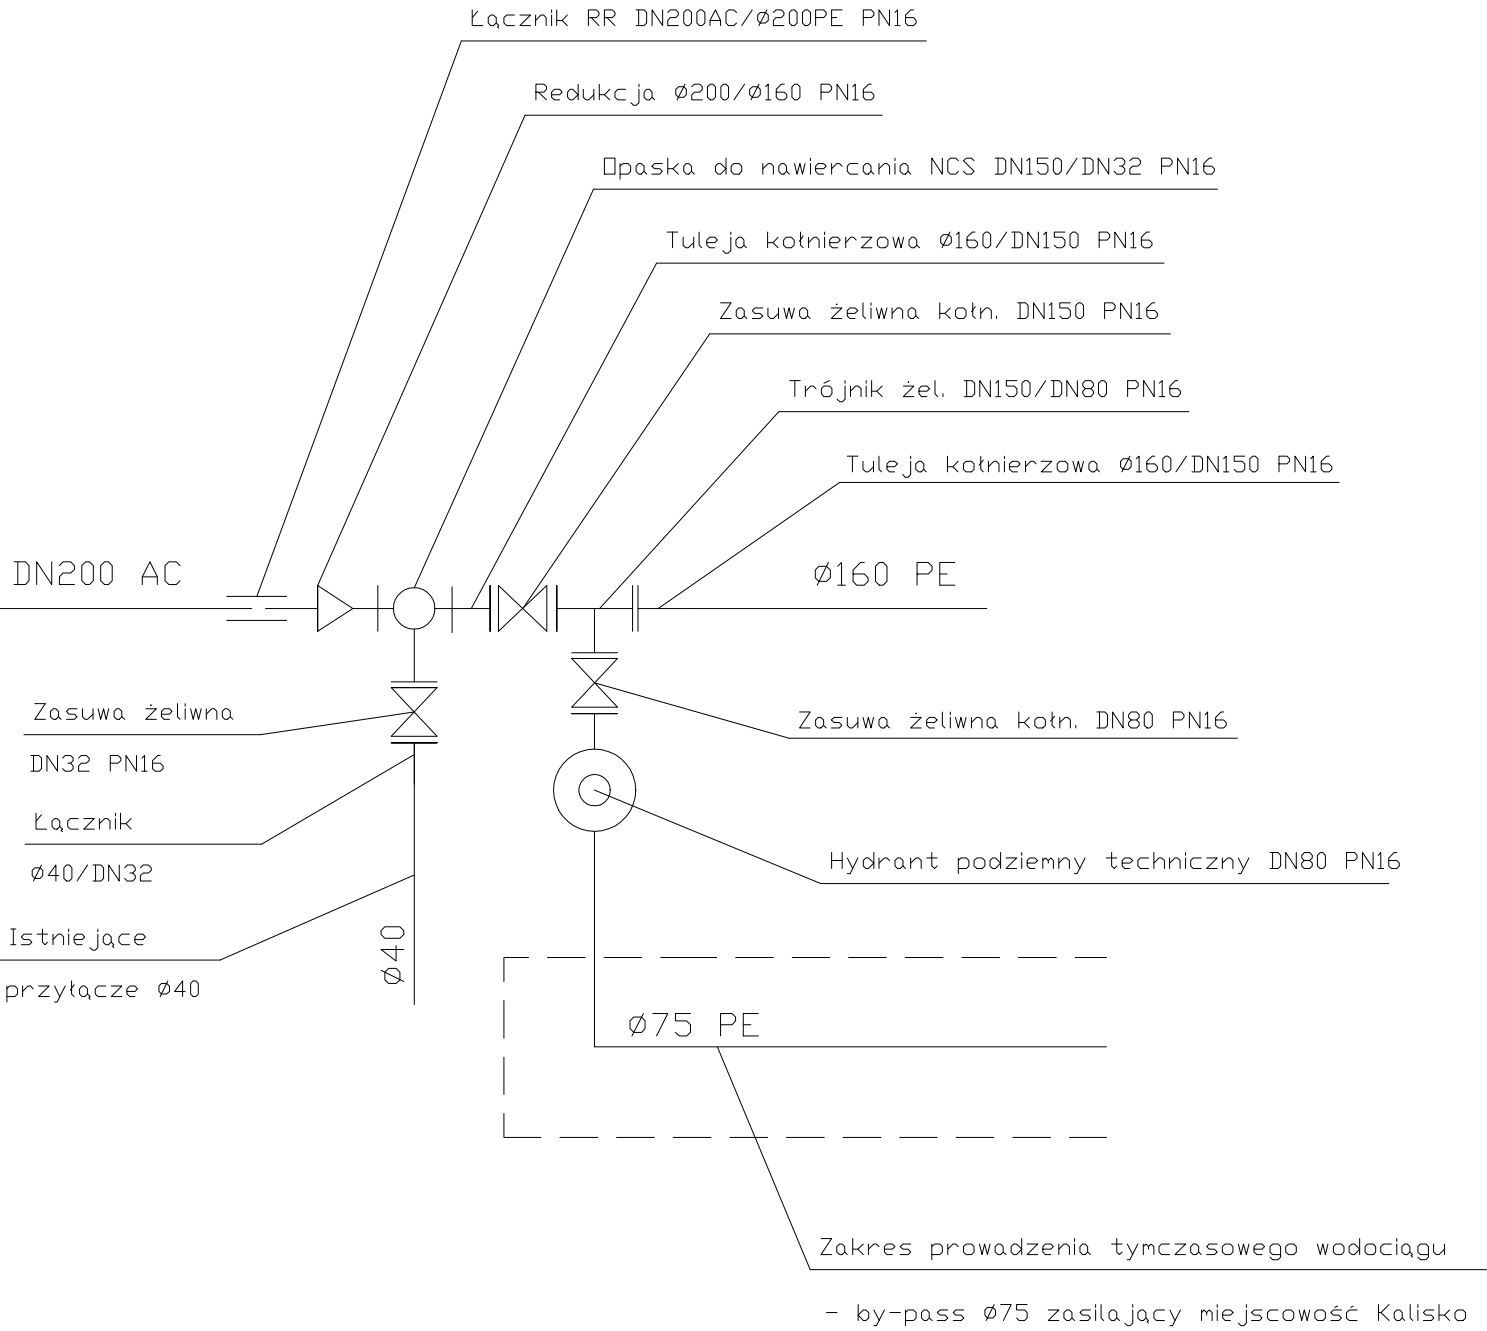 Łącznik RR DN200AC/Ø200PE PN16
Redukcja Ø200/Ø160 PN16
Opaska do nawiercania NCS DN150/DN32 PN16
Tuleja kołnierzowa Ø160/DN150 PN16
Zasuwa żeliwna kołn. DN150 PN16
Trójnik żel. DN150/DN80 PN16
Tuleja kołnierzowa Ø160/DN150 PN16
DN200 AC
Ø160 PE
Zasuwa żeliwna
DN32 PN16
Zasuwa żeliwna kołn. DN80 PN16
Łącznik
Ø40/DN32
Hydrant podziemny techniczny DN80 PN16
Istniejące
przyłącze Ø40
Ø40
Ø75 PE
Zakres prowadzenia tymczasowego wodociągu
- by-pass Ø75 zasilający miejscowość Kalisko